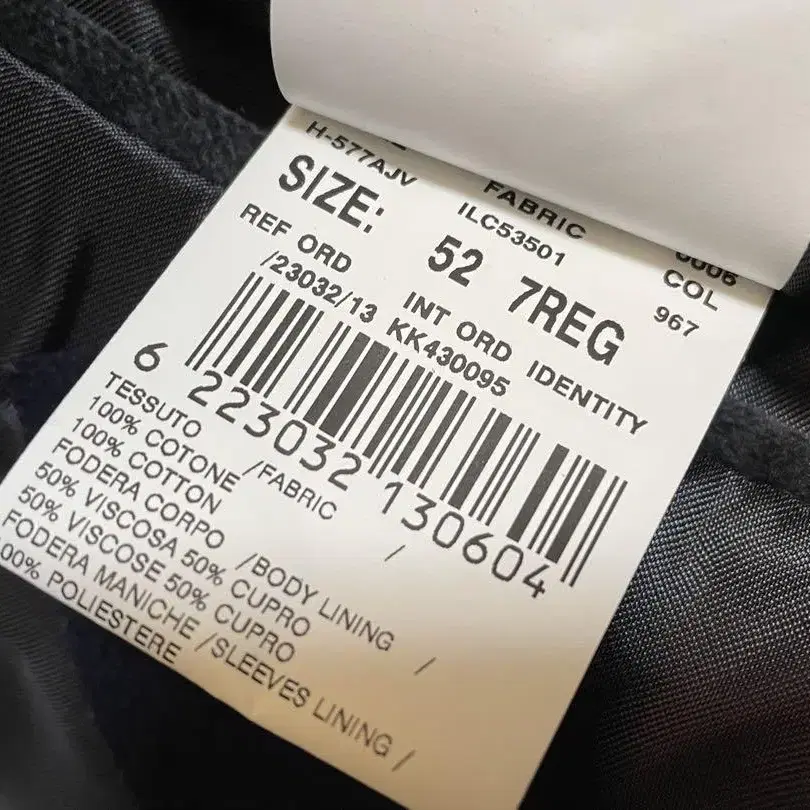 H-577AJV FABRIC 0006
ILC53501 COL
SIZE: 52 7REG 967
REF ORD INT ORD IDENTITY
/23032/13 KK430095
6 223032 130604
TESSUTO /FABRIC /
100% COTONE
100% COTTON
FODERA CORPO /BODY LINING /
50% VISCOSA 50% CUPRO
50% VISCOSE 50% CUPRO
FODERA MANICHE /SLEEVES LINING /
00% POLIESTERE